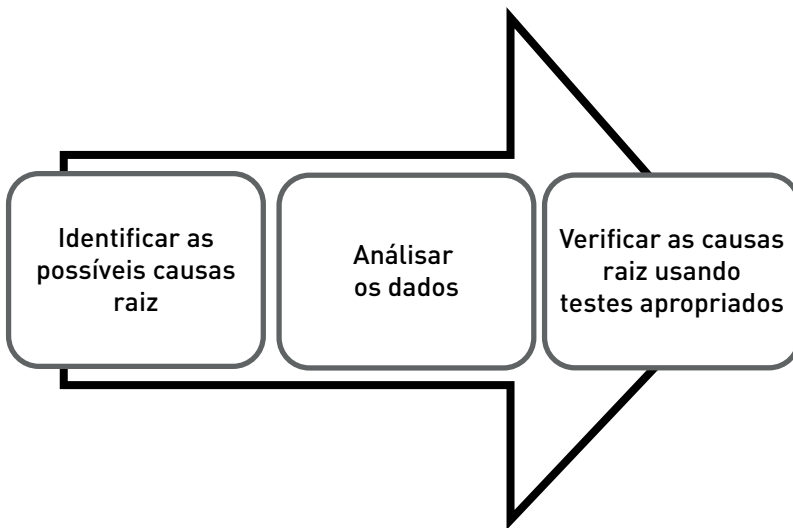 Identificar as
possíveis causas
raiz
Análisar
os dados
Verificar as causas
raiz usando
testes apropriados